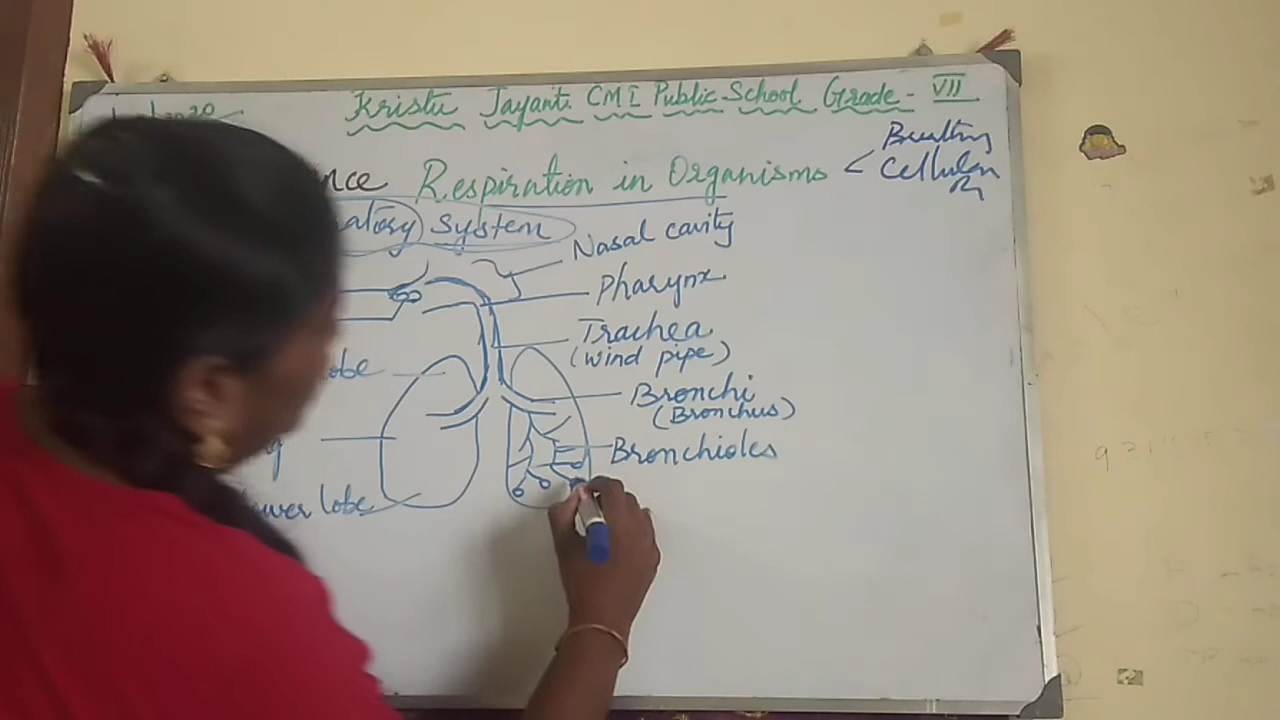 Kristu Jayanti CMI Public School Grade - VII
Respiration in Organisms < Breathing
Cellular
System
Nasal cavity
Pharynx
Trachea
(wind pipe)
Bronchi
(Bronchus)
Bronchioles
lobe